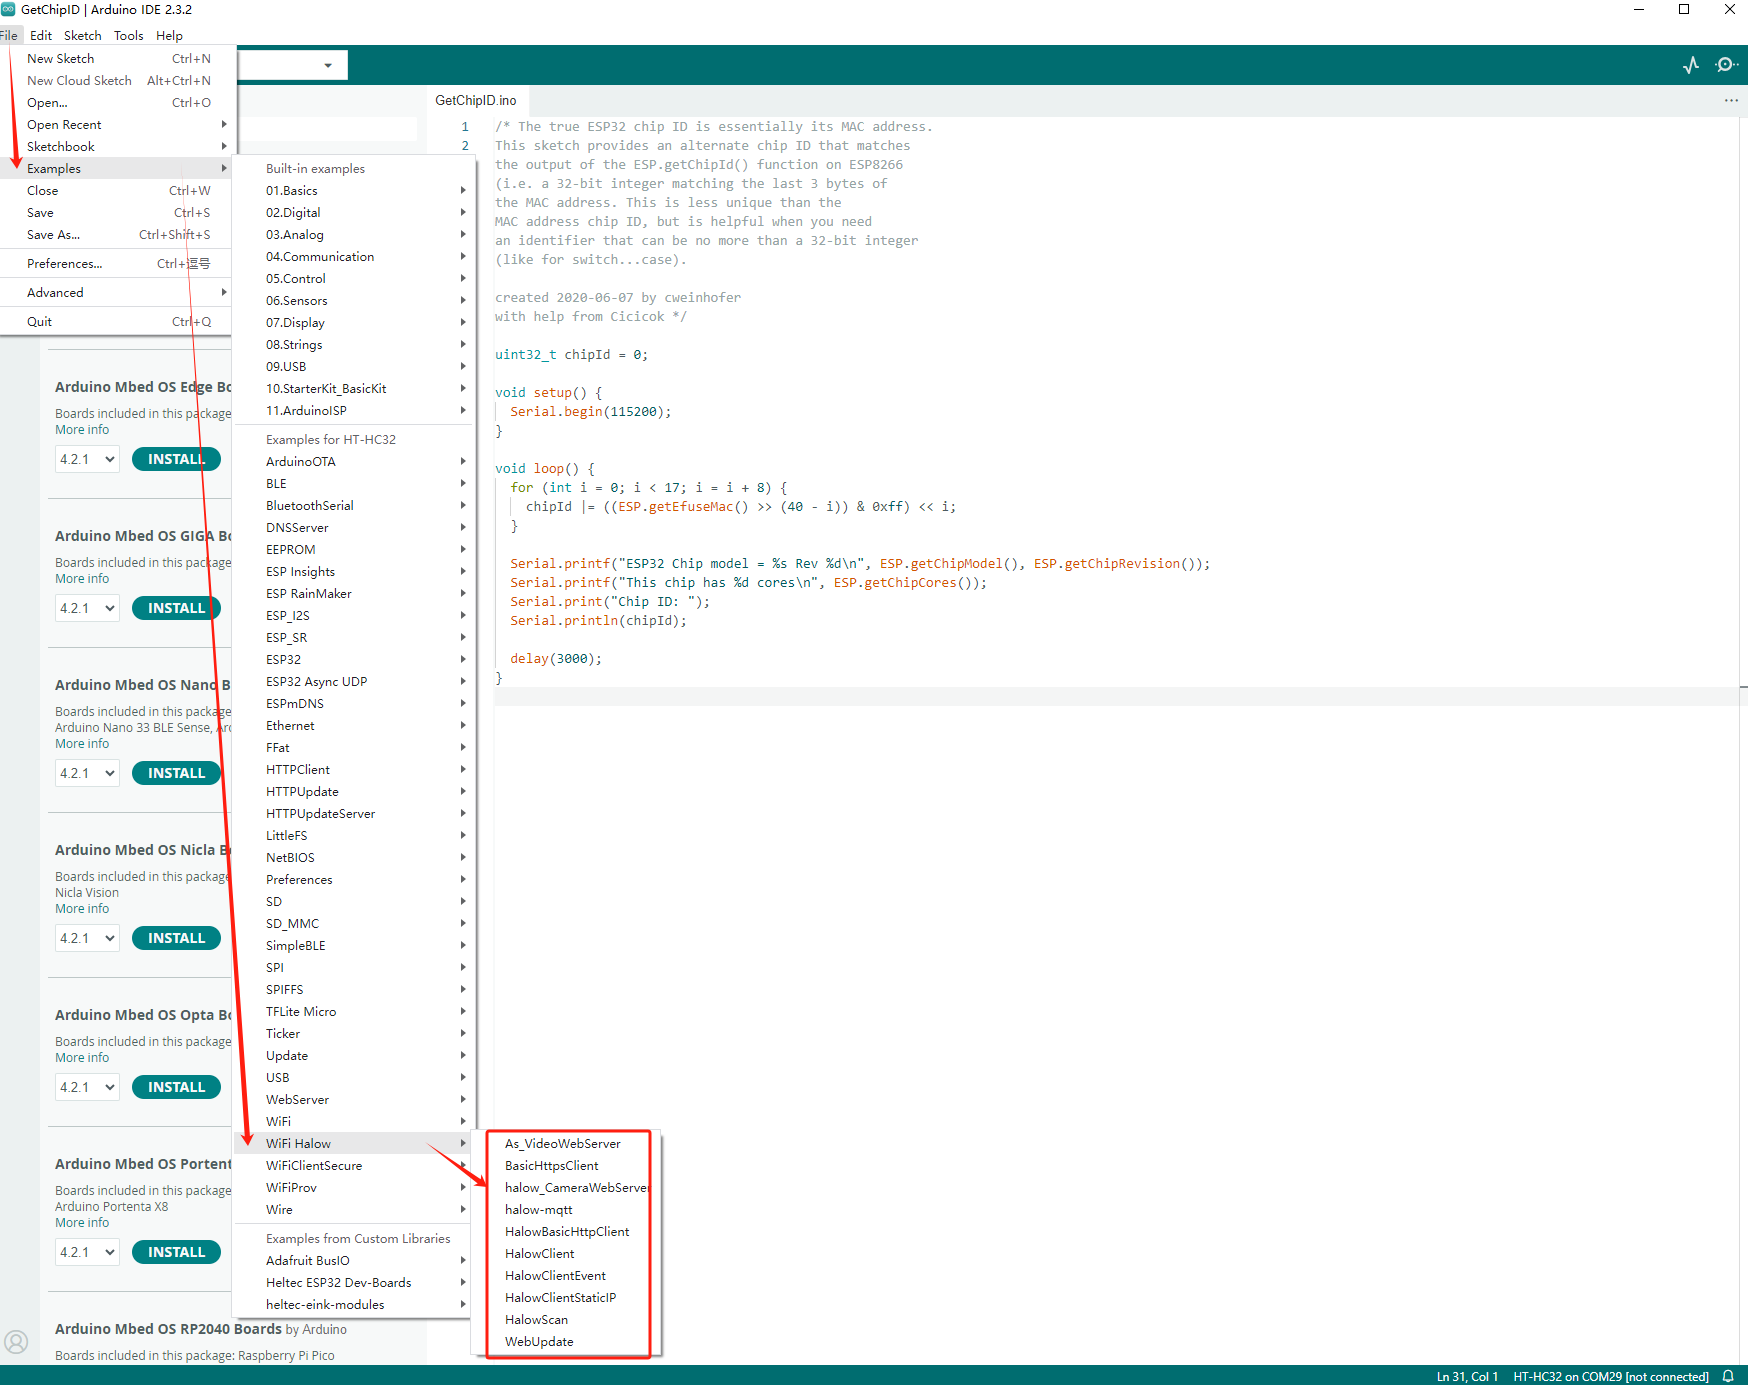 GetChipID | Arduino IDE 2.3.2
File Edit Sketch Tools Help
New Sketch Ctrl+N
New Cloud Sketch Alt+Ctrl+N
Open... Ctrl+O
Open Recent
Sketchbook
Examples
Close Ctrl+W
Save Ctrl+S
Save As... Ctrl+Shift+S
Preferences... Ctrl+逗号
Advanced
Quit Ctrl+Q
Arduino Mbed OS Edge Bo
Boards included in this package
More info
4.2.1 INSTALL
Arduino Mbed OS GIGA Bo
Boards included in this package
More info
4.2.1 INSTALL
Arduino Mbed OS Nano B
Boards included in this package
Arduino Nano 33 BLE Sense, Ard
More info
4.2.1 INSTALL
Arduino Mbed OS Nicla B
Boards included in this package
Nicla Vision
More info
4.2.1 INSTALL
Arduino Mbed OS Opta Bo
Boards included in this package
More info
4.2.1 INSTALL
Arduino Mbed OS Portent
Boards included in this package
Arduino Portenta X8
More info
4.2.1 INSTALL
Arduino Mbed OS RP2040 Boards by Arduino
Boards included in this package: Raspberry Pi Pico
Built-in examples
01.Basics
02.Digital
03.Analog
04.Communication
05.Control
06.Sensors
07.Display
08.Strings
09.USB
10.StarterKit_BasicKit
11.ArduinoISP
Examples for HT-HC32
ArduinoOTA
BLE
BluetoothSerial
DNSServer
EEPROM
ESP Insights
ESP RainMaker
ESP_I2S
ESP_SR
ESP32
ESP32 Async UDP
ESPmDNS
Ethernet
FFat
HTTPClient
HTTPUpdate
HTTPUpdateServer
LittleFS
NetBIOS
Preferences
SD
SD_MMC
SimpleBLE
SPI
SPIFFS
TFLite Micro
Ticker
Update
USB
WebServer
WiFi
WiFi Halow
WiFiClientSecure
WiFiProv
Wire
Examples from Custom Libraries
Adafruit BusIO
Heltec ESP32 Dev-Boards
heltec-eink-modules
As_VideoWebServer
BasicHttpsClient
halow_CameraWebServer
halow-mqtt
HalowBasicHttpClient
HalowClient
HalowClientEvent
HalowClientStaticIP
HalowScan
WebUpdate
GetChipID.ino
1 /* The true ESP32 chip ID is essentially its MAC address.
2 This sketch provides an alternate chip ID that matches
the output of the ESP.getChipId() function on ESP8266
(i.e. a 32-bit integer matching the last 3 bytes of
the MAC address. This is less unique than the
MAC address chip ID, but is helpful when you need
an identifier that can be no more than a 32-bit integer
(like for switch...case).
created 2020-06-07 by cweinhofer
with help from Cicicok */
uint32_t chipId = 0;
void setup() {
Serial.begin(115200);
}
void loop() {
for (int i = 0; i < 17; i = i + 8) {
chipId |= ((ESP.getEfuseMac() >> (40 - i)) & 0xff) << i;
}
Serial.printf("ESP32 Chip model = %s Rev %d\n", ESP.getChipModel(), ESP.getChipRevision());
Serial.printf("This chip has %d cores\n", ESP.getChipCores());
Serial.print("Chip ID: ");
Serial.println(chipId);
delay(3000);
}
Ln 31, Col 1 HT-HC32 on COM29 [not connected]